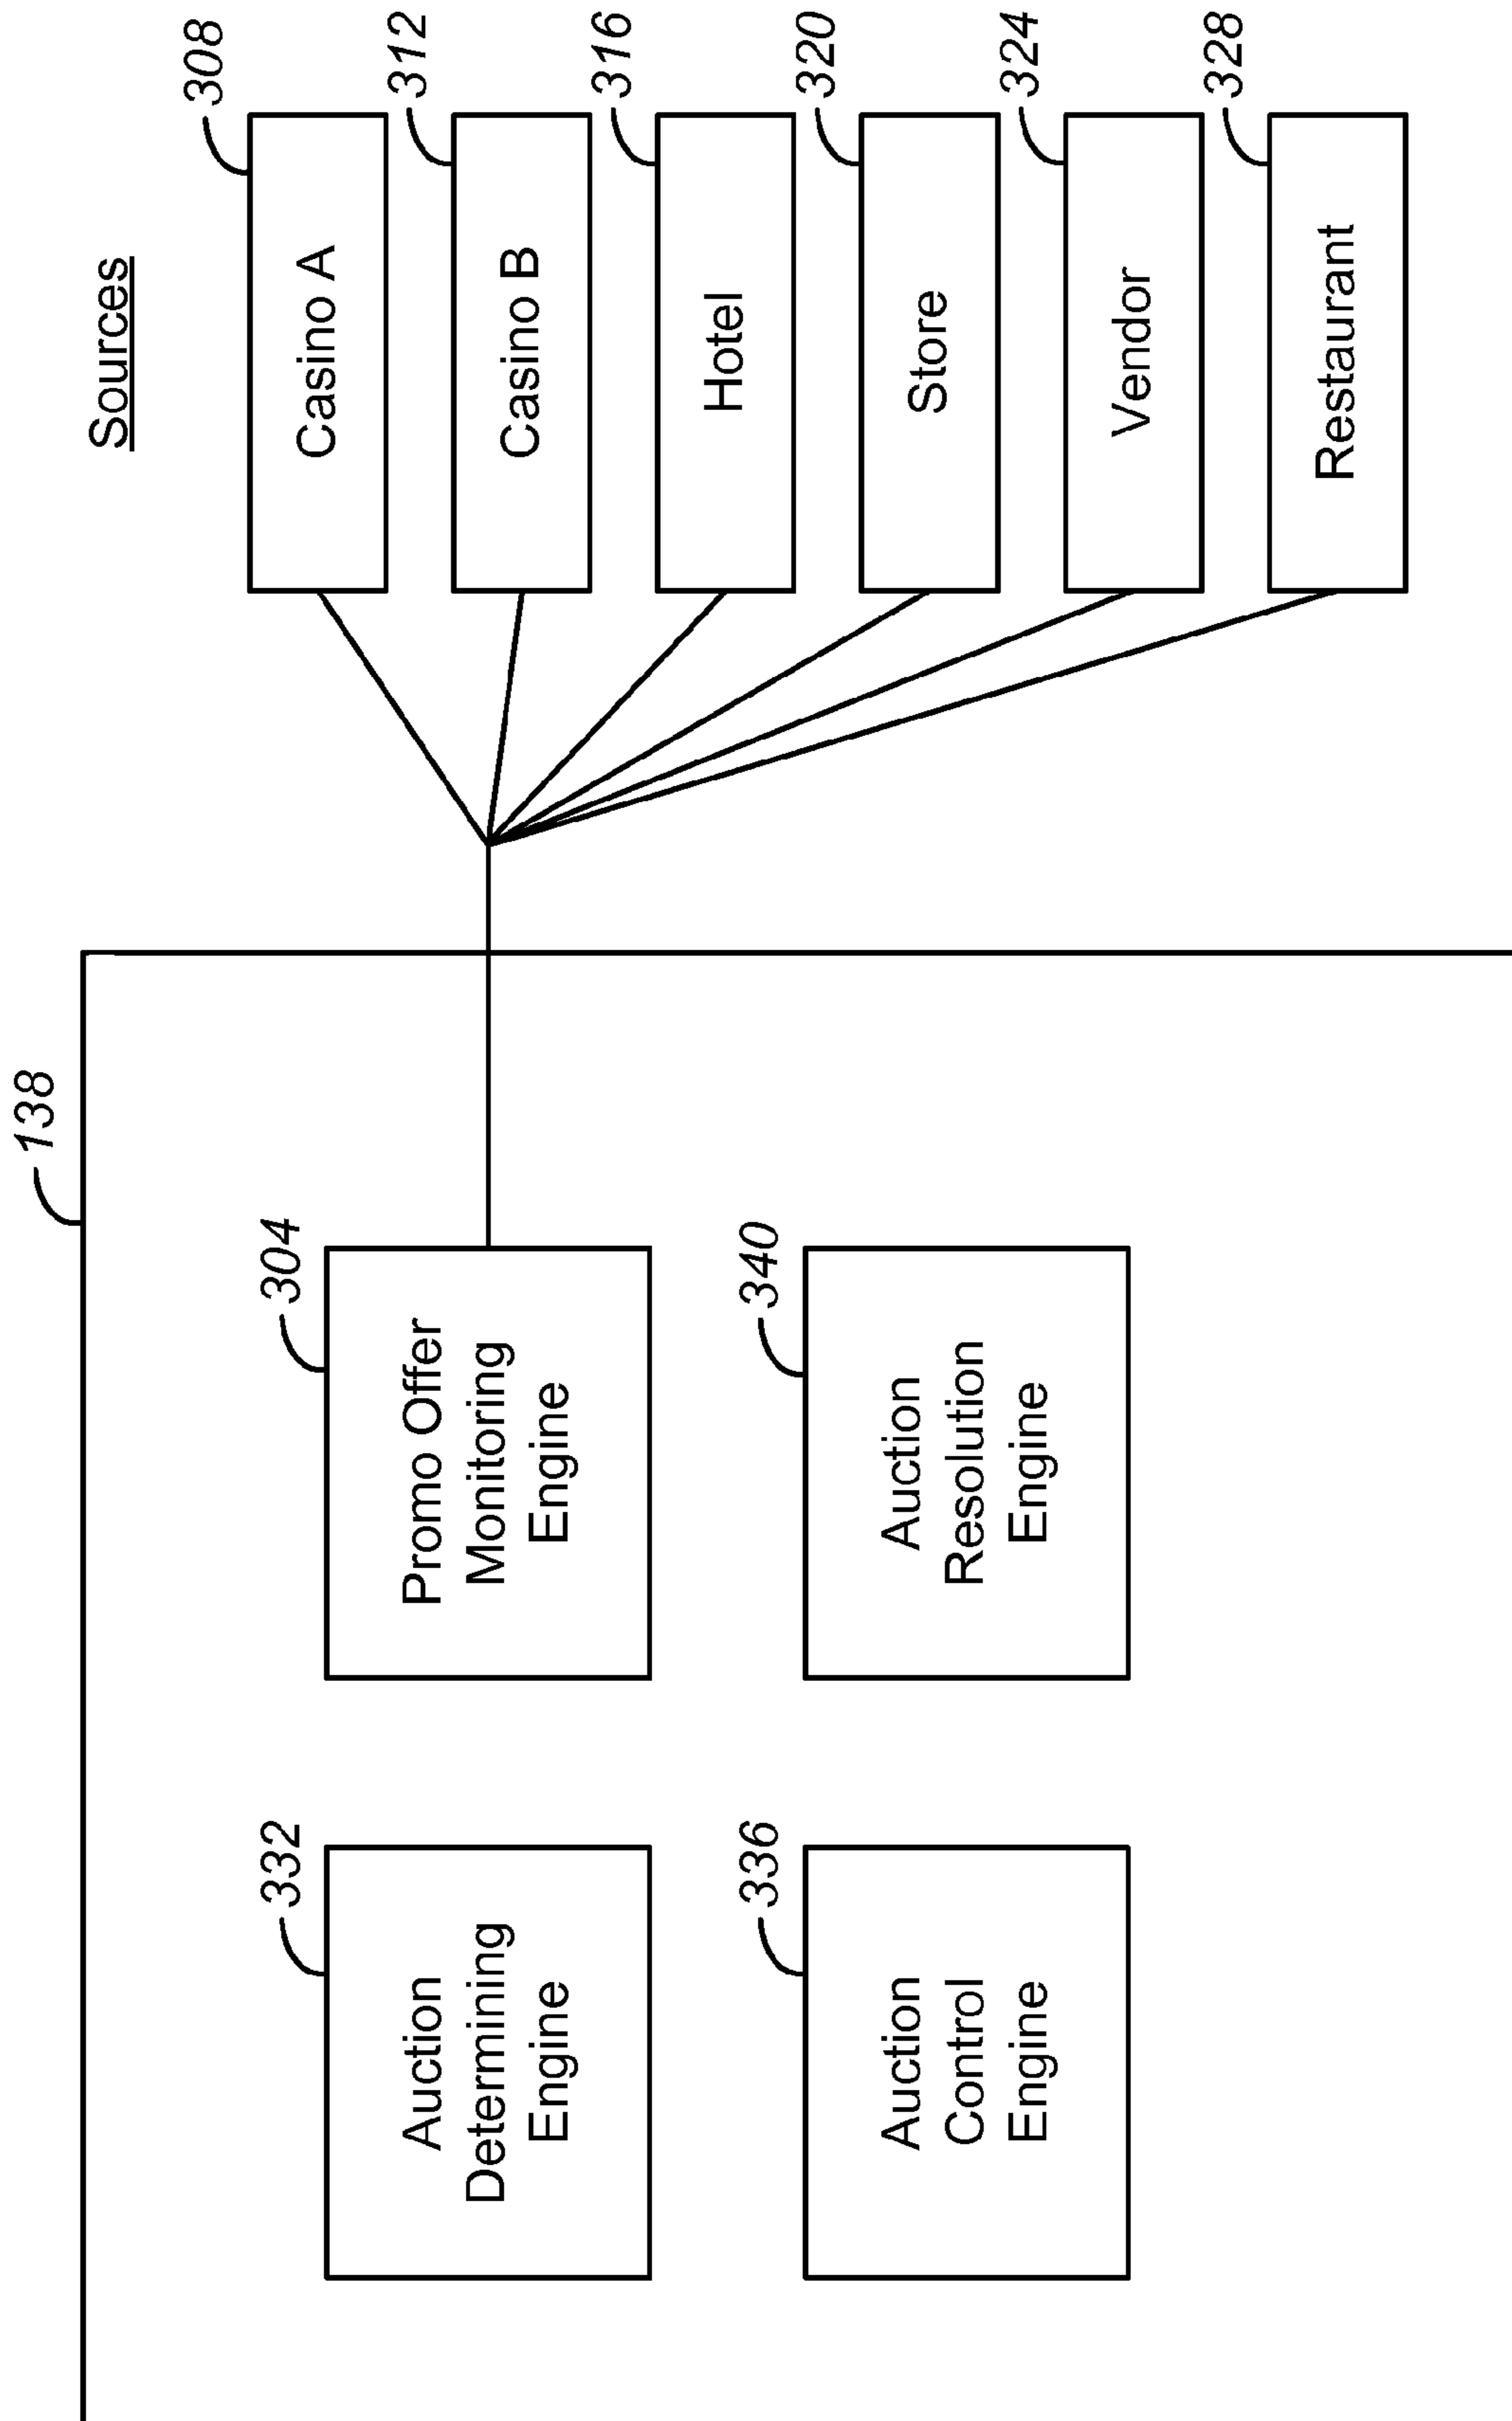 138
332
Auction
Determining
Engine
304
Promo Offer
Monitoring
Engine
336
Auction
Control
Engine
340
Auction
Resolution
Engine
Sources
308
Casino A
312
Casino B
316
Hotel
320
Store
324
Vendor
328
Restaurant